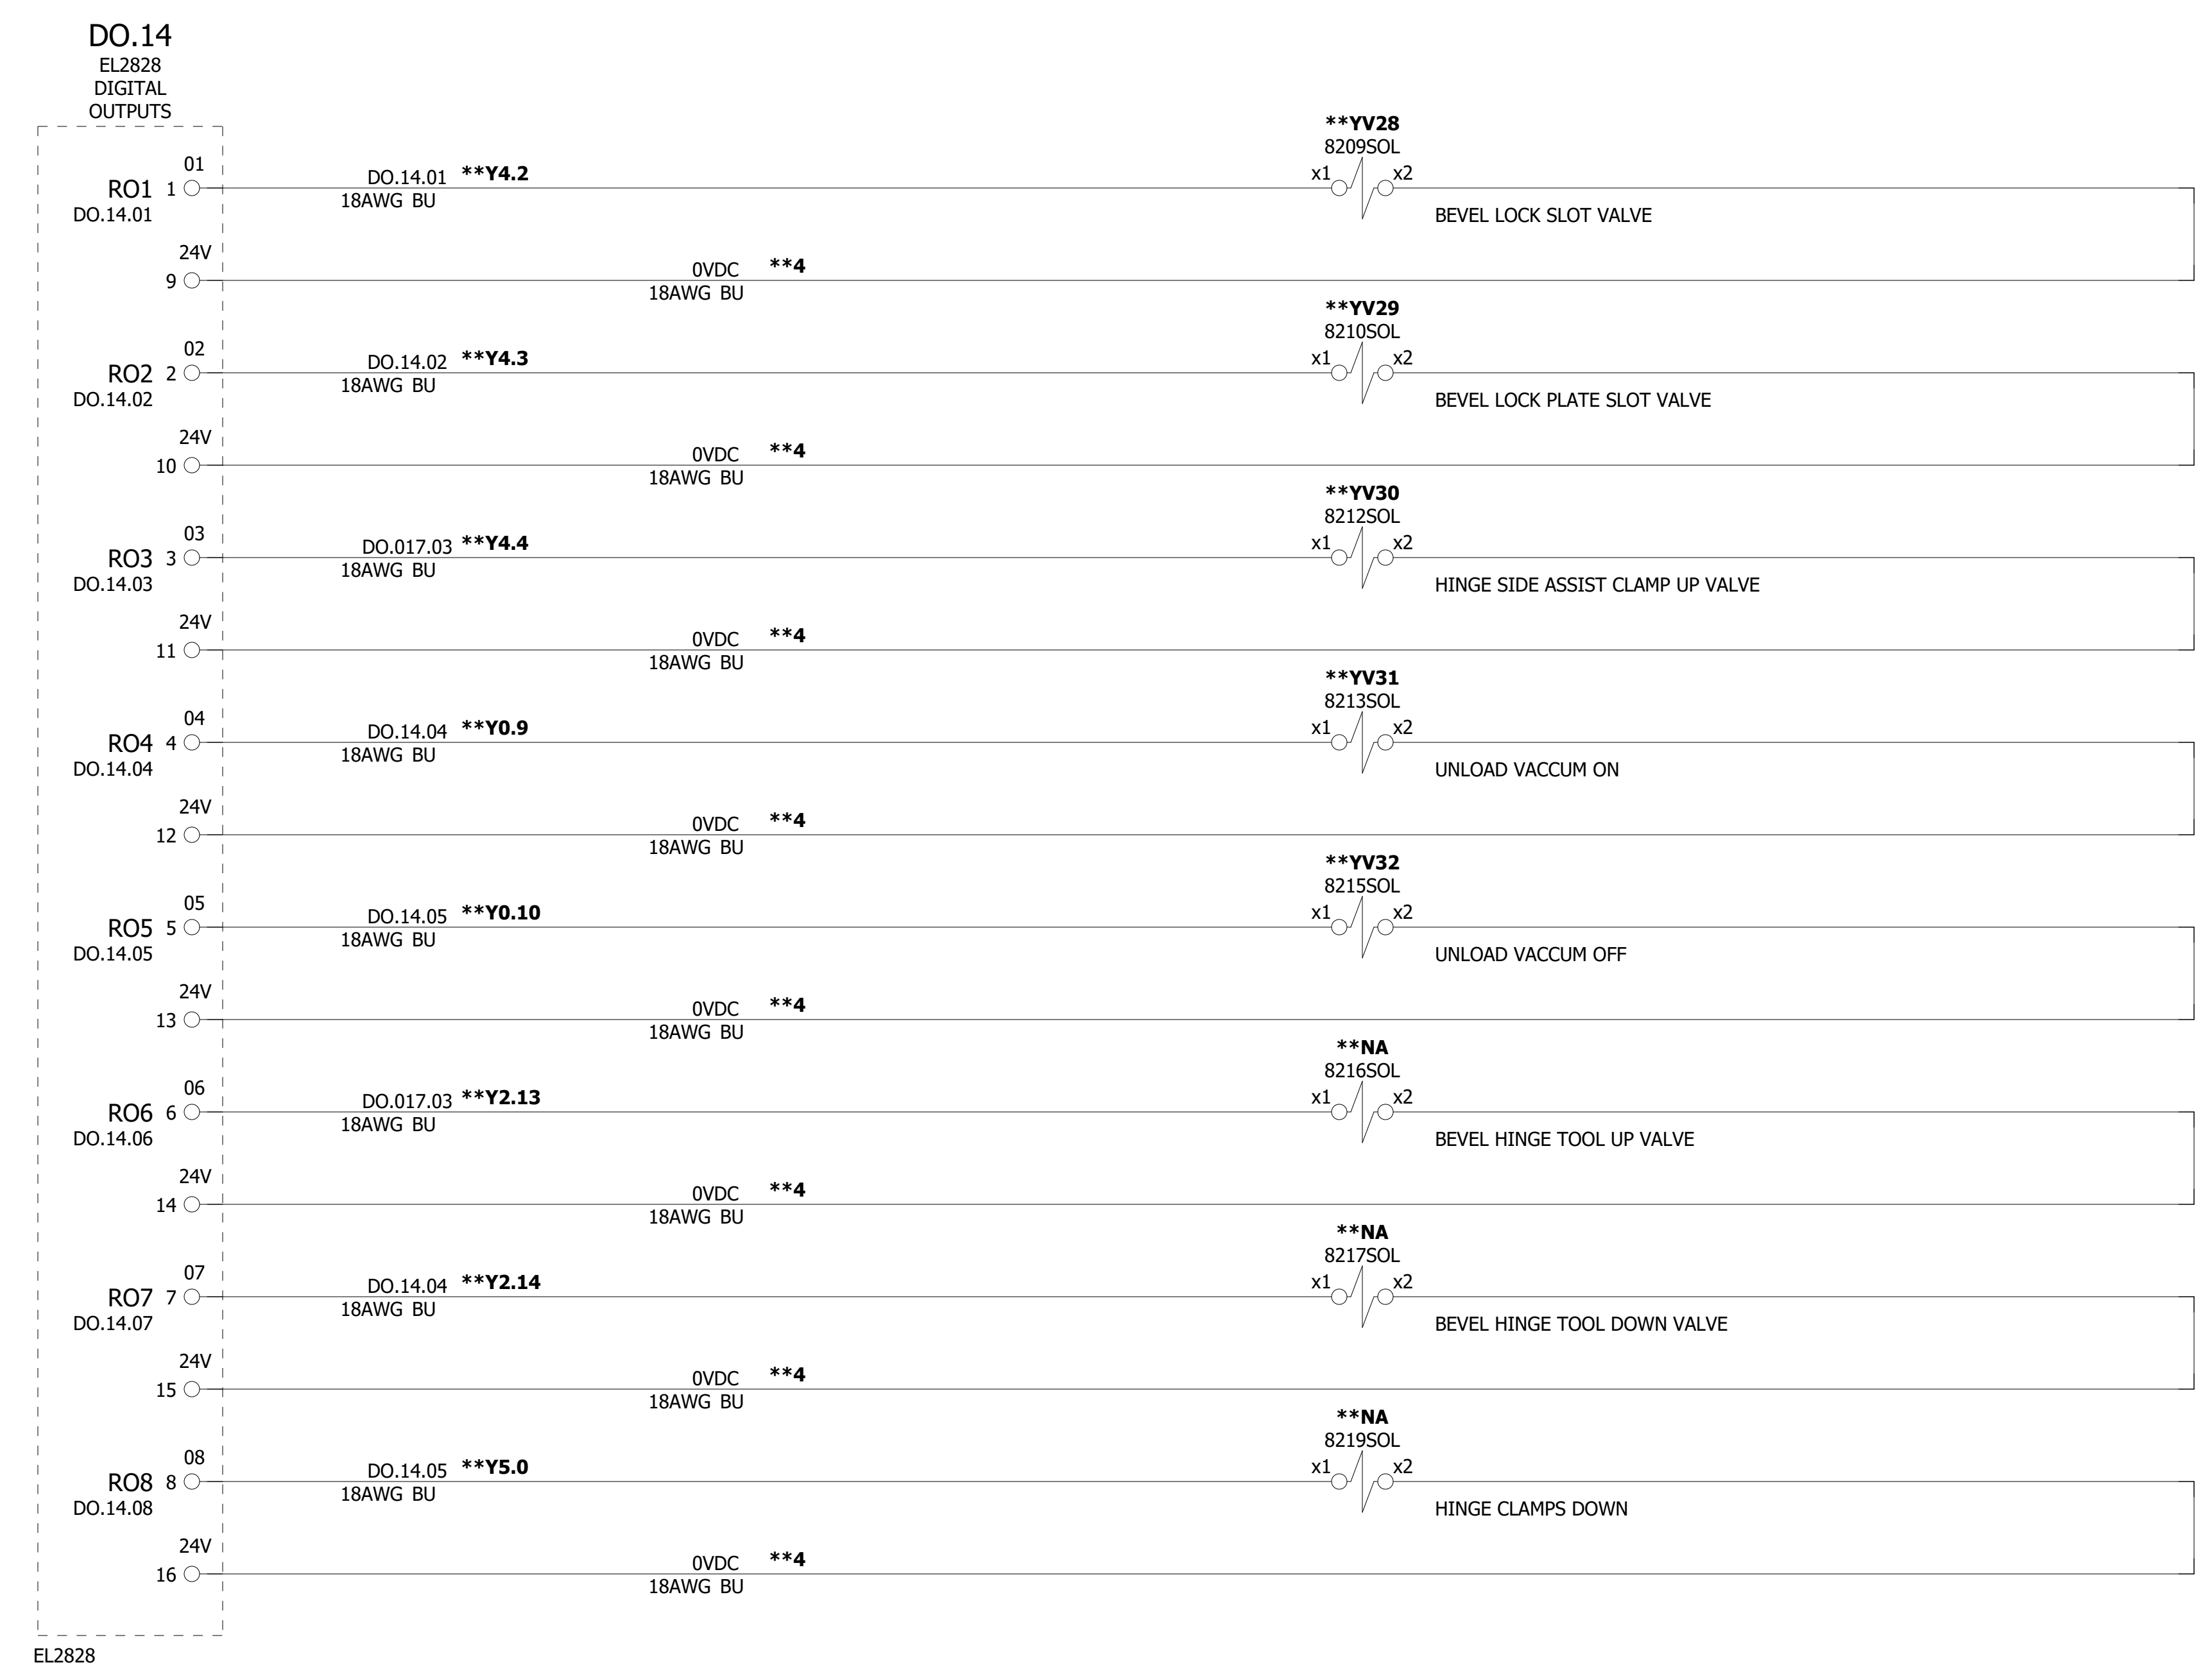 DO.14
EL2828
DIGITAL
OUTPUTS
**YV28
8209SOL
01
x1 x2
DO.14.01 **Y4.2
RO1 1
18AWG BU
DO.14.01
BEVEL LOCK SLOT VALVE
24V
0VDC **4
9
18AWG BU
**YV29
8210SOL
02
x1 x2
DO.14.02 **Y4.3
RO2 2
18AWG BU
DO.14.02
BEVEL LOCK PLATE SLOT VALVE
24V
0VDC **4
10
18AWG BU
**YV30
8212SOL
03
x1 x2
DO.017.03 **Y4.4
RO3 3
18AWG BU
DO.14.03
HINGE SIDE ASSIST CLAMP UP VALVE
24V
0VDC **4
11
18AWG BU
**YV31
8213SOL
04
x1 x2
DO.14.04 **Y0.9
RO4 4
18AWG BU
DO.14.04
UNLOAD VACCUM ON
24V
0VDC **4
12
18AWG BU
**YV32
8215SOL
05
x1 x2
DO.14.05 **Y0.10
RO5 5
18AWG BU
DO.14.05
UNLOAD VACCUM OFF
24V
0VDC **4
13
18AWG BU
**NA
8216SOL
06
x1 x2
DO.017.03 **Y2.13
RO6 6
18AWG BU
DO.14.06
BEVEL HINGE TOOL UP VALVE
24V
0VDC **4
14
18AWG BU
**NA
8217SOL
07
x1 x2
DO.14.04 **Y2.14
RO7 7
18AWG BU
DO.14.07
BEVEL HINGE TOOL DOWN VALVE
24V
0VDC **4
15
18AWG BU
**NA
8219SOL
08
x1 x2
DO.14.05 **Y5.0
RO8 8
18AWG BU
DO.14.08
HINGE CLAMPS DOWN
24V
0VDC **4
16
18AWG BU
EL2828